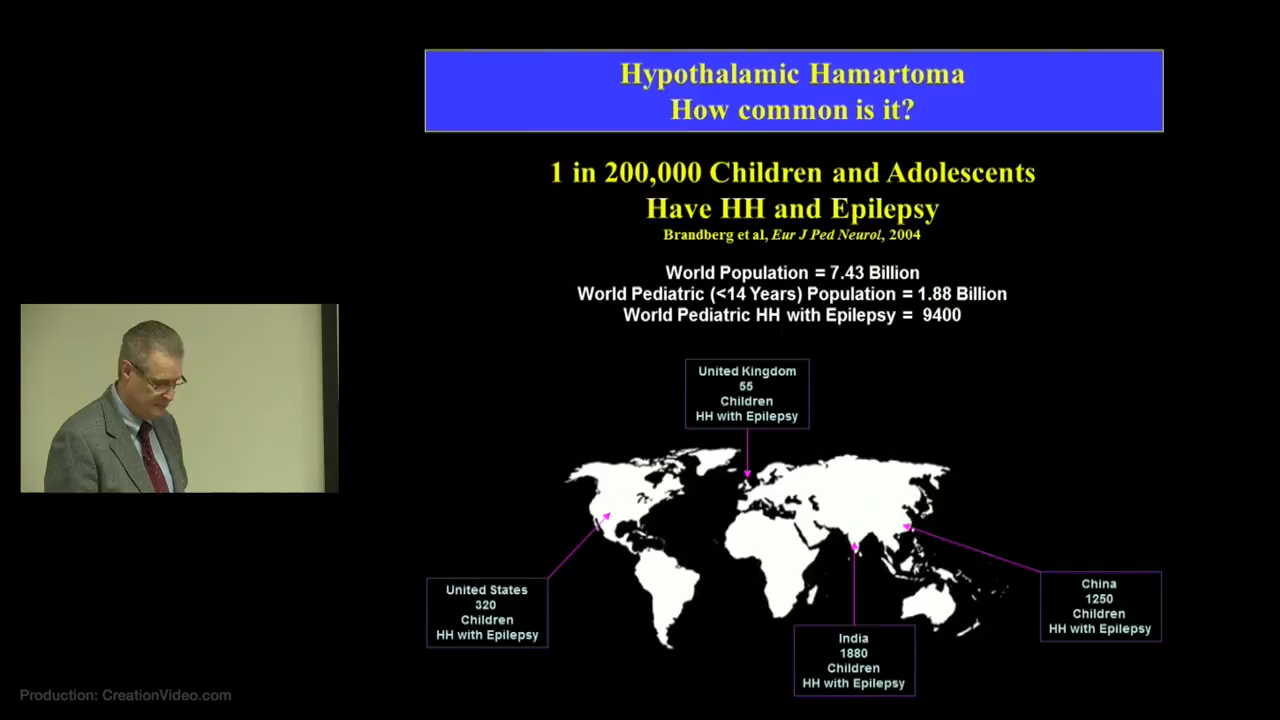 Hypothalamic Hamartoma
How common is it?
1 in 200,000 Children and Adolescents
Have HH and Epilepsy
Brandberg et al, Eur J Ped Neurol, 2004
World Population = 7.43 Billion
World Pediatric (<14 Years) Population = 1.88 Billion
World Pediatric HH with Epilepsy = 9400
United Kingdom
55
Children
HH with Epilepsy
United States
320
Children
HH with Epilepsy
India
1880
Children
HH with Epilepsy
China
1250
Children
HH with Epilepsy
Production: CreationVideo.com